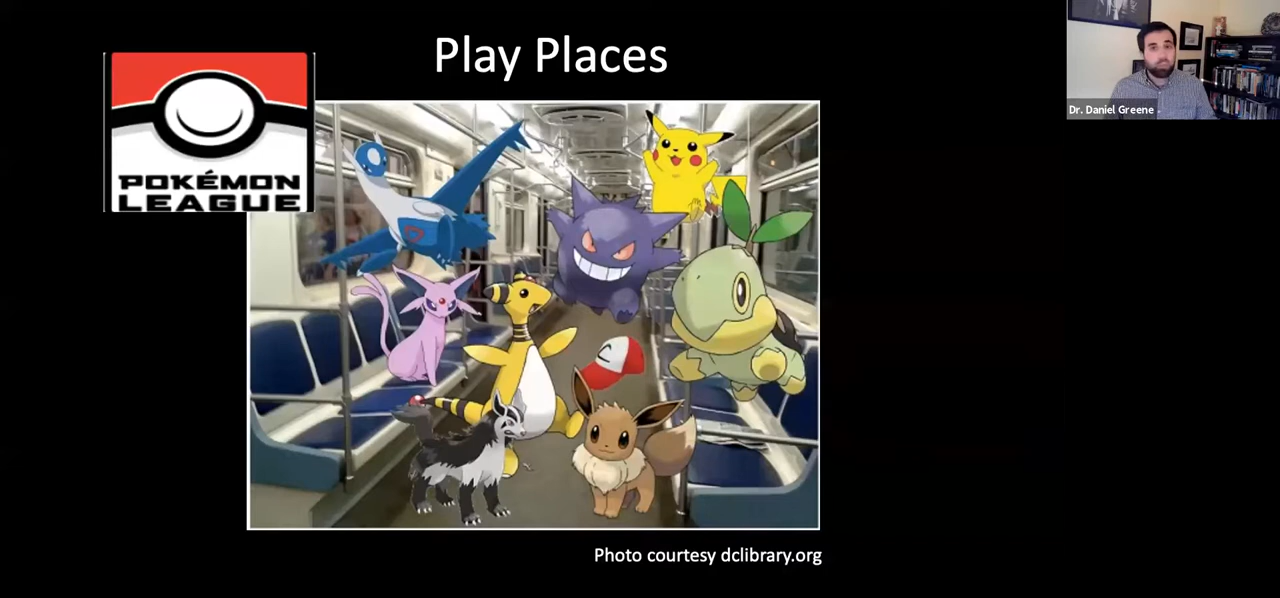 Play Places
POKÉMON
LEAGUE
Dr. Daniel Greene
Photo courtesy dclibrary.org